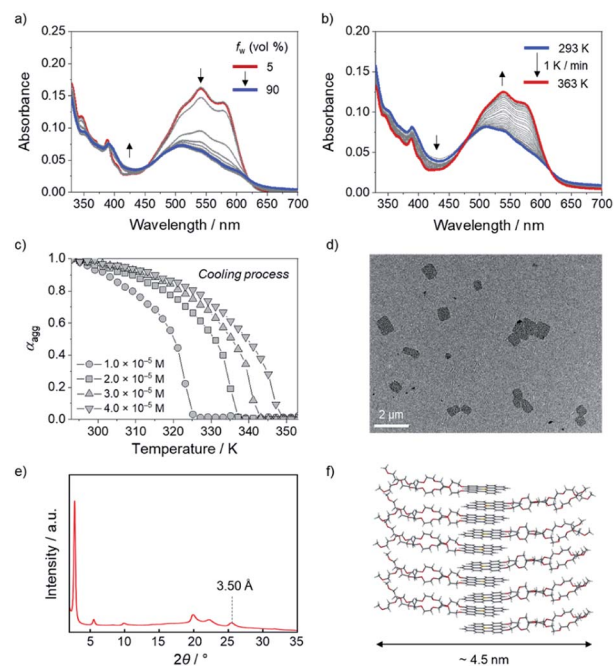 a)
0.25
0.20
0.15
0.10
0.05
0.00
Absorbance
fw (vol %)
5
90
350 400 450 500 550 600 650 700
Wavelength / nm
b)
0.20
0.15
0.10
0.05
0.00
Absorbance
293 K
1 K / min
363 K
350 400 450 500 550 600 650 700
Wavelength / nm
c)
1.0
0.8
0.6
0.4
0.2
0.0
αagg
Cooling process
1.0 × 10⁻⁵ M
2.0 × 10⁻⁵ M
3.0 × 10⁻⁵ M
4.0 × 10⁻⁵ M
300 310 320 330 340 350
Temperature / K
d)
2 μm
e)
Intensity / a.u.
3.50 Å
5 10 15 20 25 30 35
2θ / °
f)
~ 4.5 nm